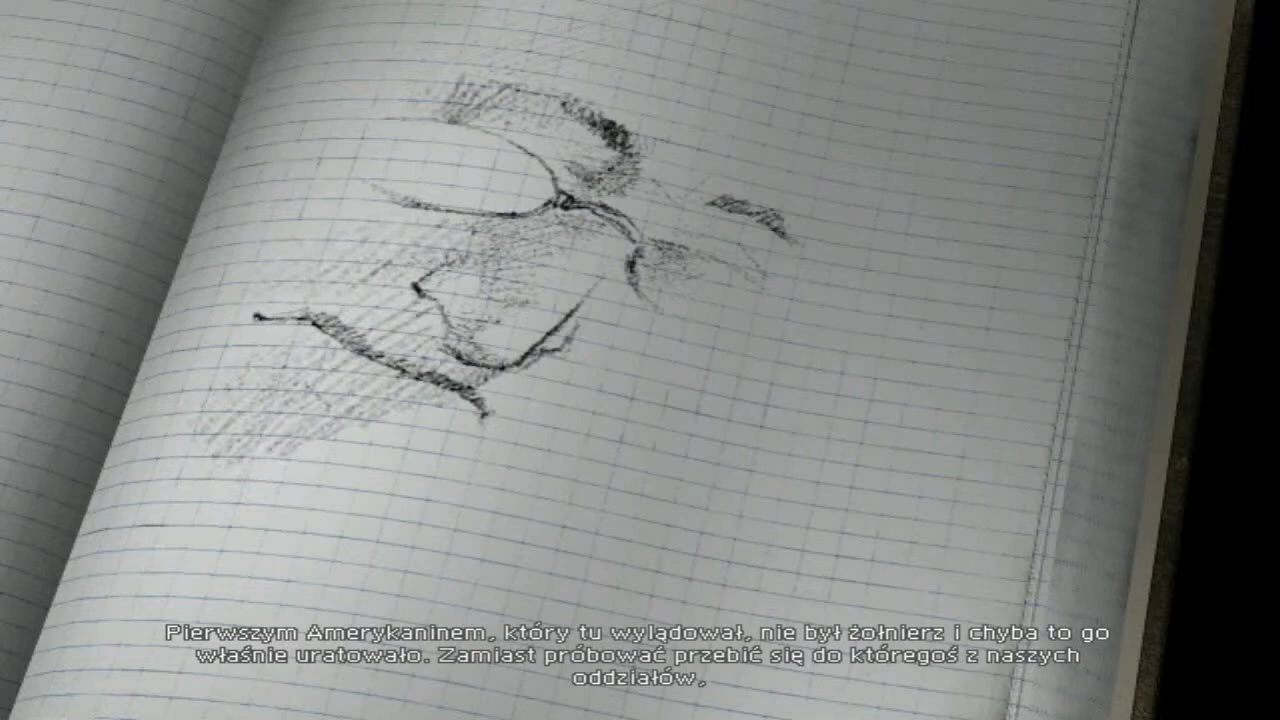 Pierwszym Amerykaninem, który tu wylądował, nie był żołnierz i chyba to go
właśnie uratowało. Zamiast próbować przebić się do któregoś z naszych
oddziałów,